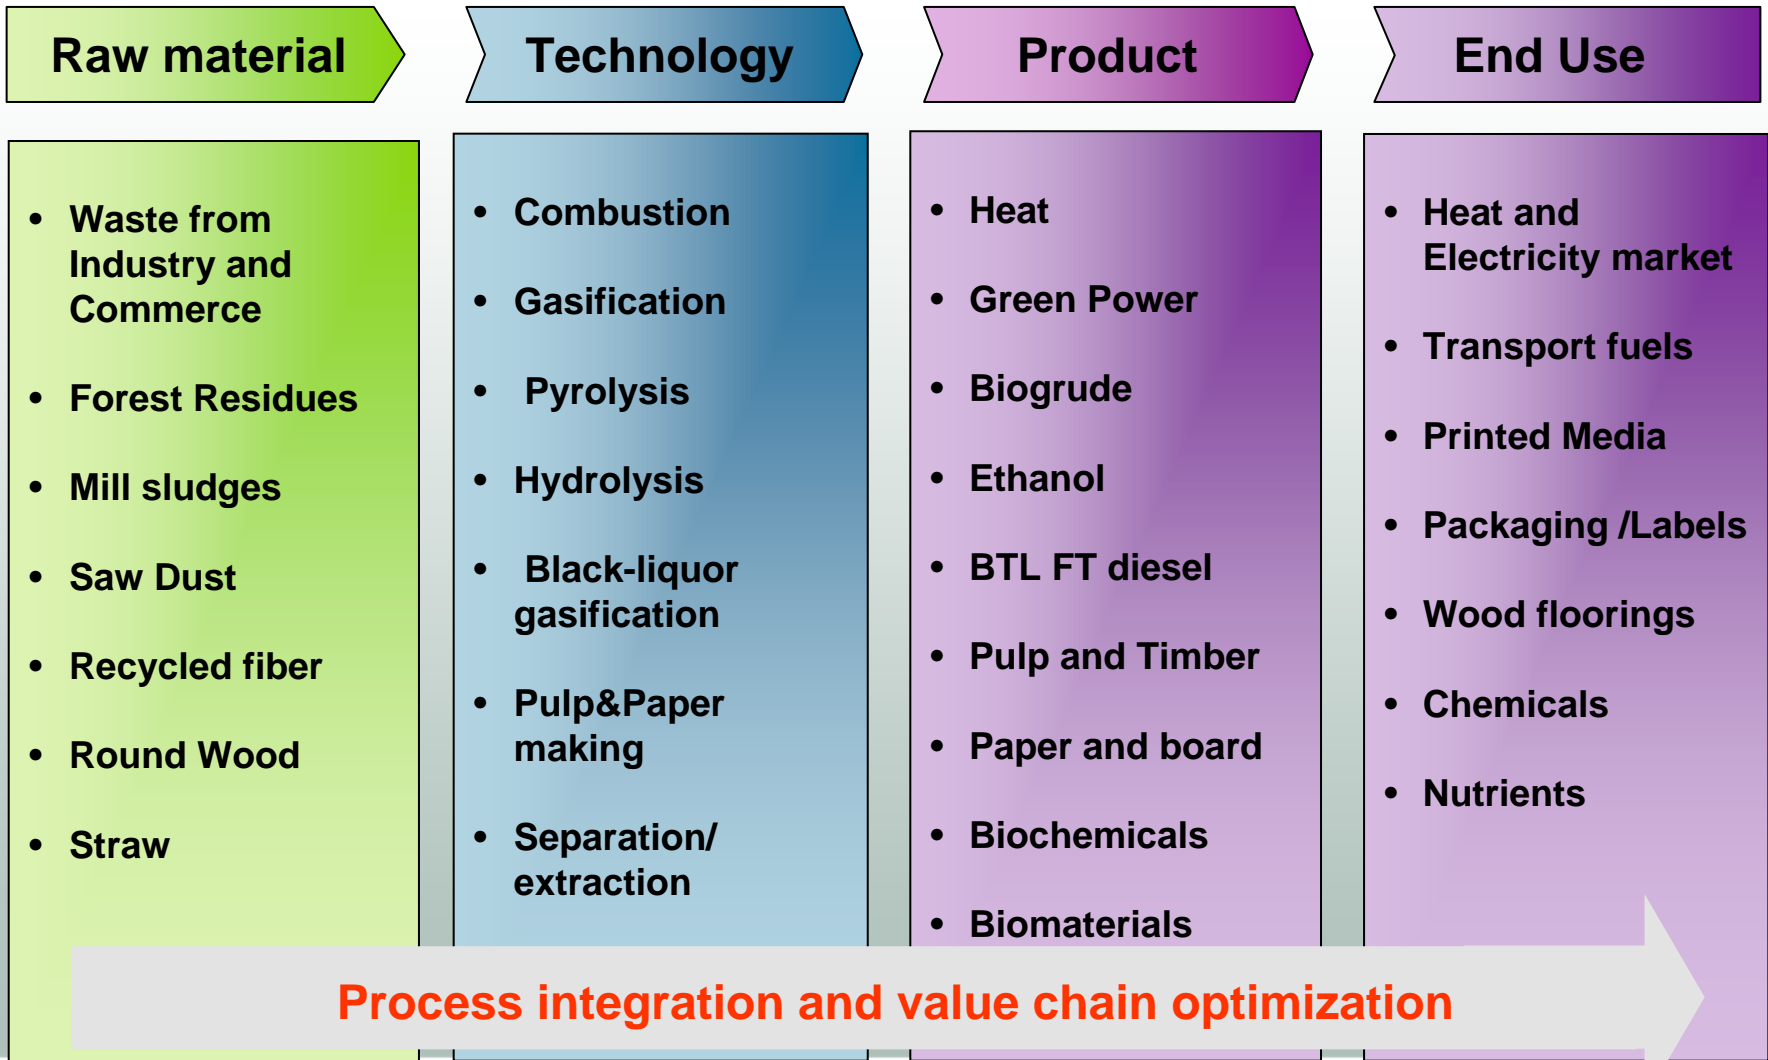 Raw material
Technology
Product
End Use
• Waste from
Industry and
Commerce
• Forest Residues
• Mill sludges
• Saw Dust
• Recycled fiber
• Round Wood
• Straw
• Combustion
• Gasification
• Pyrolysis
• Hydrolysis
• Black-liquor
gasification
• Pulp&Paper
making
• Separation/
extraction
• Heat
• Green Power
• Biogrude
• Ethanol
• BTL FT diesel
• Pulp and Timber
• Paper and board
• Biochemicals
• Biomaterials
• Heat and
Electricity market
• Transport fuels
• Printed Media
• Packaging /Labels
• Wood floorings
• Chemicals
• Nutrients
Process integration and value chain optimization